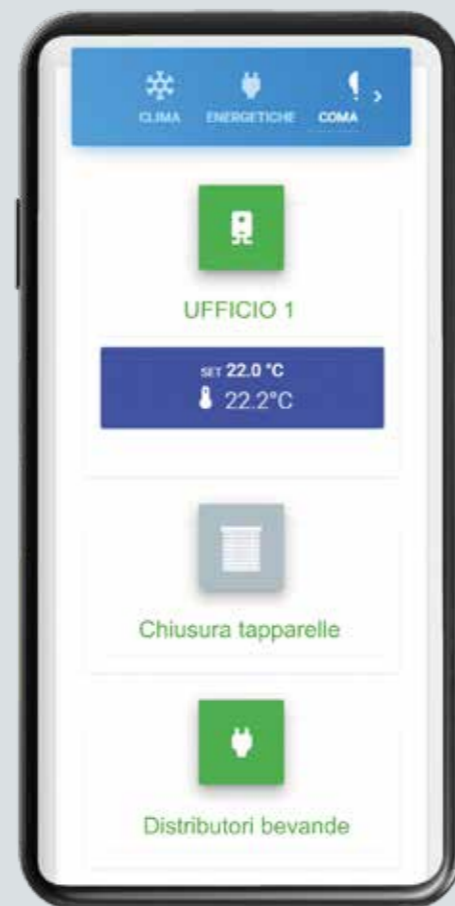 CLIMA
ENERGETICHE
COMA
UFFICIO 1
SET 22.0 °C
22.2°C
Chiusura tapparelle
Distributori bevande